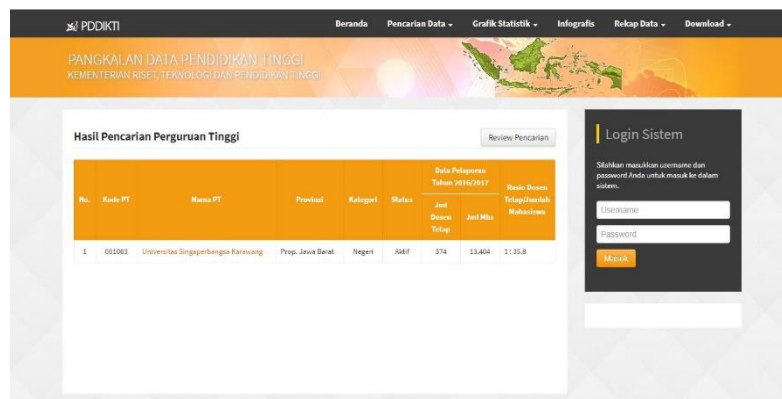 PDDIKTI
Beranda Pencarian Data Grafik Statistik Infografis Rekap Data Download
PANGKALAN DATA PENDIDIKAN TINGGI
KEMENTERIAN RISET, TEKNOLOGI DAN PENDIDIKAN TINGGI
Hasil Pencarian Perguruan Tinggi
Review Pencarian
No. Kode PT Nama PT Provinsi Kategori Status Data Pelaporan Tahun 2016/2017 Rasio Dosen Tetap/Jumlah Mahasiswa
Jml Dosen Tetap Jml Mhs
1 001063 Universitas Singaperbangsa Karawang Prop. Jawa Barat Negeri Aktif 374 13.404 1 : 35.8
Login Sistem
Silahkan masukkan username dan
password Anda untuk masuk ke dalam
sistem.
Username
Password
Masuk